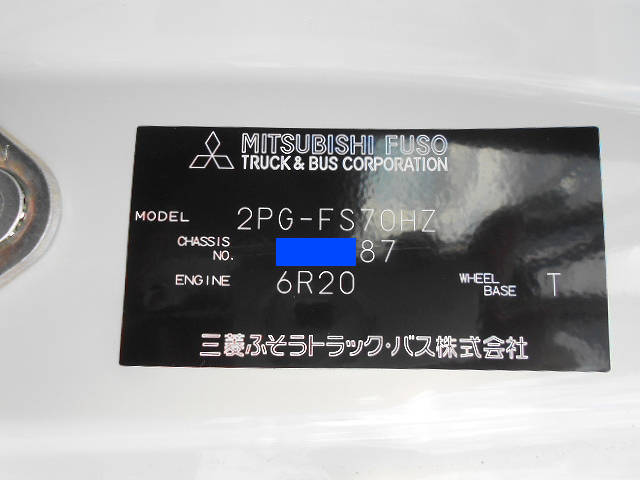 MITSUBISHI FUSO
TRUCK & BUS CORPORATION
MODEL 2PG-FS70HZ
CHASSIS NO. 87
ENGINE 6R20 WHEEL BASE T
三菱ふそうトラック・バス株式会社